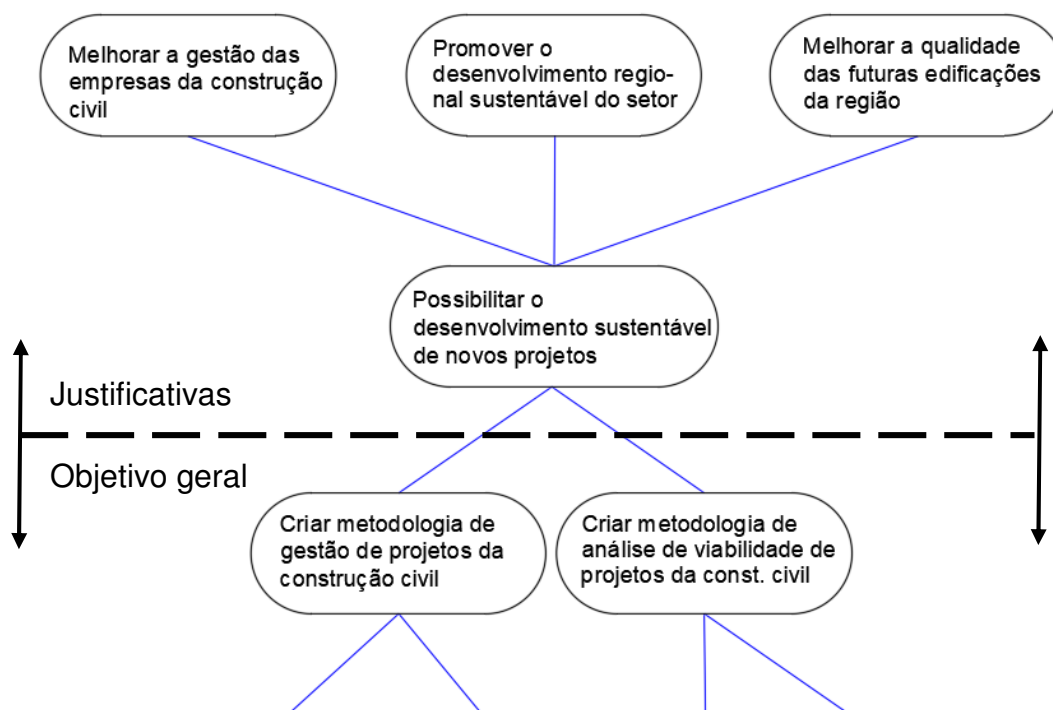 Melhorar a gestão das
empresas da construção
civil
Promover o
desenvolvimento regio-
nal sustentável do setor
Melhorar a qualidade
das futuras edificações
da região
Possibilitar o
desenvolvimento sustentável
de novos projetos
Justificativas
Objetivo geral
Criar metodologia de
gestão de projetos da
construção civil
Criar metodologia de
análise de viabilidade de
projetos da const. civil